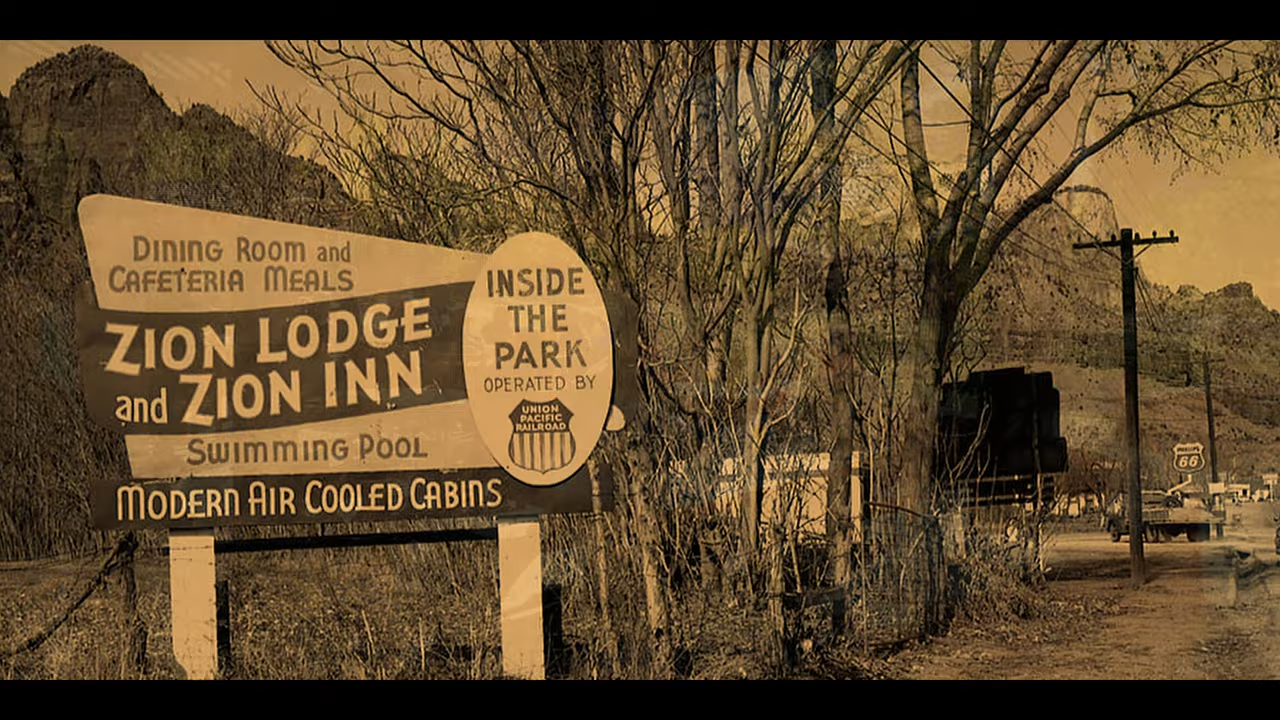 DINING ROOM and
CAFETERIA MEALS
ZION LODGE
and ZION INN
SWIMMING POOL
MODERN AIR COOLED CABINS
INSIDE
THE
PARK
OPERATED BY
UNION
PACIFIC
RAILROAD
PHILLIPS
66